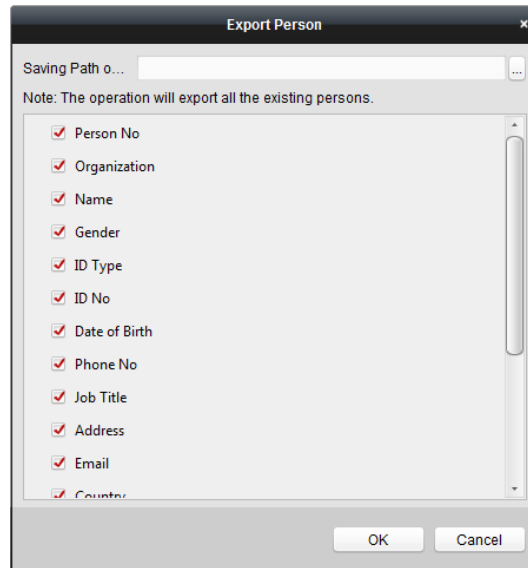 Export Person
×
Saving Path o...
...
Note: The operation will export all the existing persons.
Person No
Organization
Name
Gender
ID Type
ID No
Date of Birth
Phone No
Job Title
Address
Email
Country
OK
Cancel